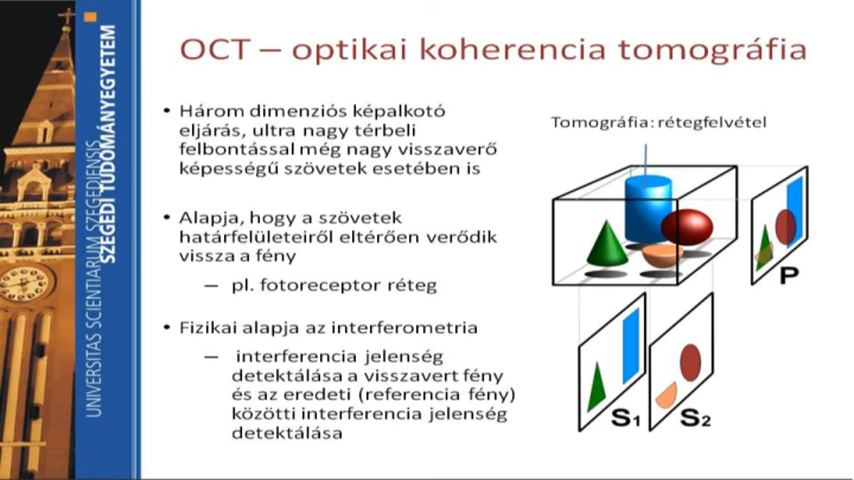 UNIVERSITAS SCIENTIARUM SZEGEDIENSIS
SZEGEDI TUDOMÁNYEGYETEM
OCT – optikai koherencia tomográfia
• Három dimenziós képalkotó
eljárás, ultra nagy térbeli
felbontással még nagy visszaverő
képességű szövetek esetében is
• Alapja, hogy a szövetek
határfelületeiről eltérően verődik
vissza a fény
– pl. fotoreceptor réteg
• Fizikai alapja az interferometria
– interferencia jelenség
detektálása a visszavert fény
és az eredeti (referencia fény)
közötti interferencia jelenség
detektálása
Tomográfia: rétegfelvétel
P
S1 S2